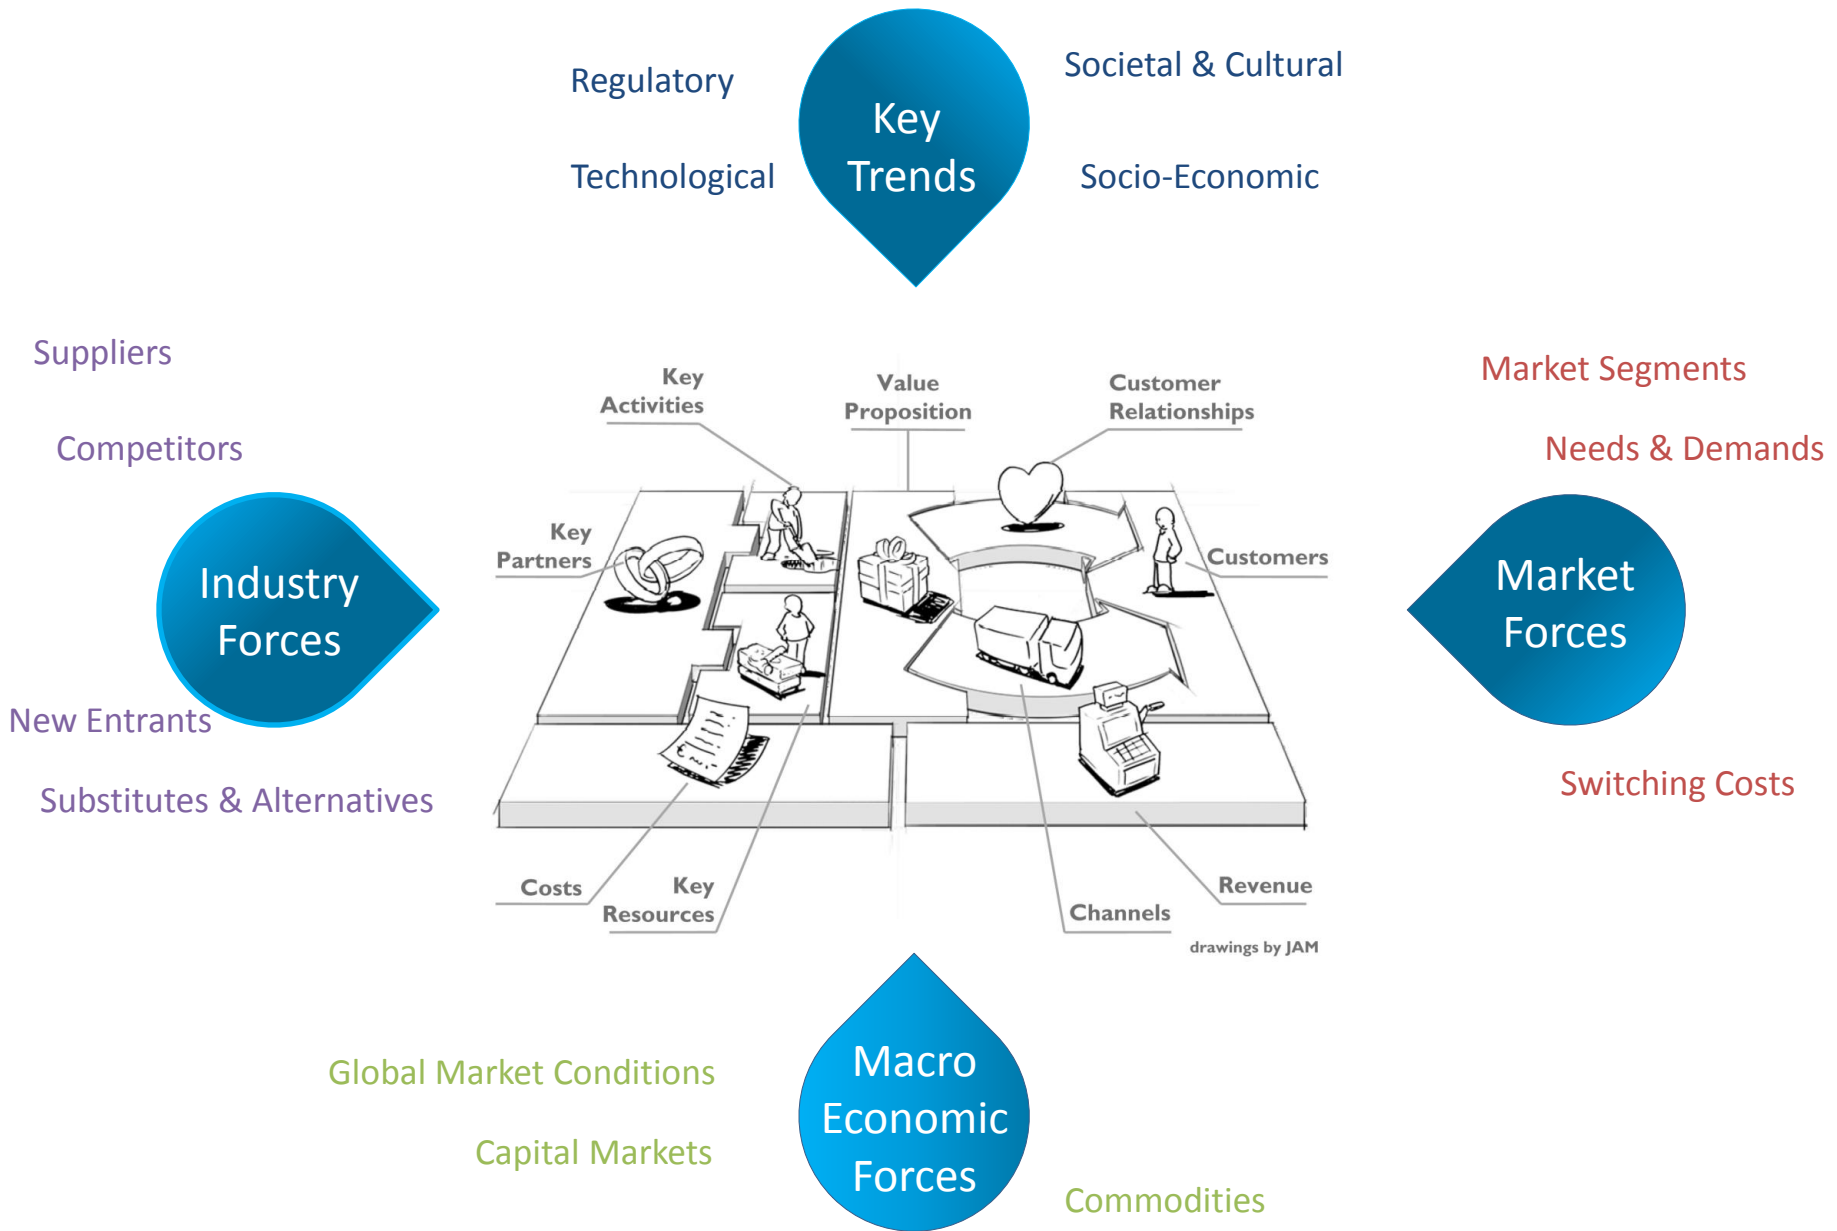 Regulatory
Societal & Cultural
Key
Trends
Technological
Socio-Economic
Suppliers
Competitors
Industry
Forces
New Entrants
Substitutes & Alternatives
Key
Activities
Value
Proposition
Customer
Relationships
Key
Partners
Customers
Costs
Key
Resources
Channels
Revenue
drawings by JAM
Market Segments
Needs & Demands
Market
Forces
Switching Costs
Global Market Conditions
Capital Markets
Macro
Economic
Forces
Commodities